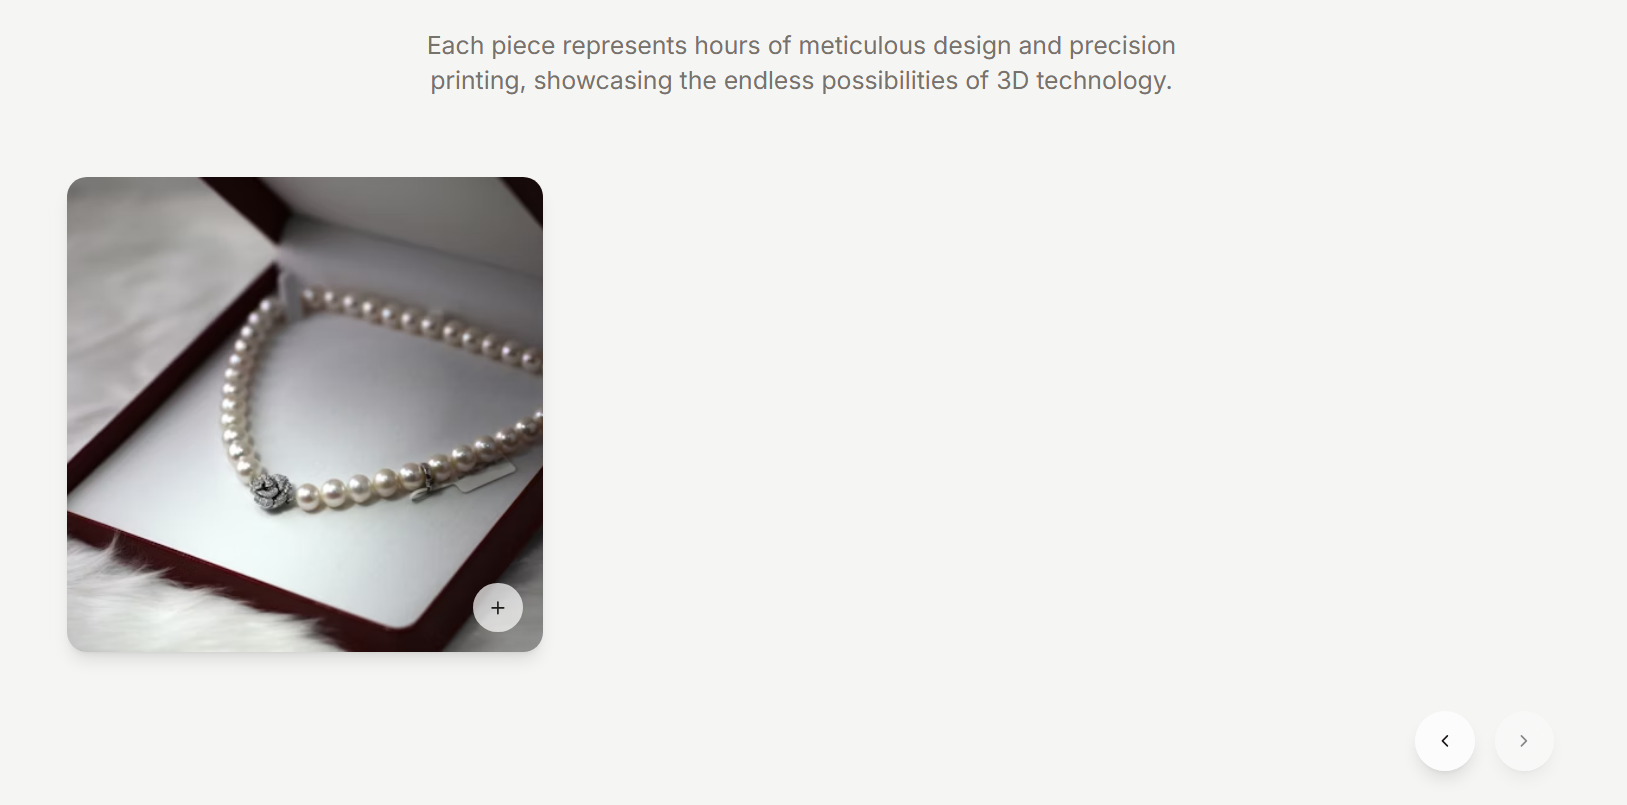 Each piece represents hours of meticulous design and precision
printing, showcasing the endless possibilities of 3D technology.